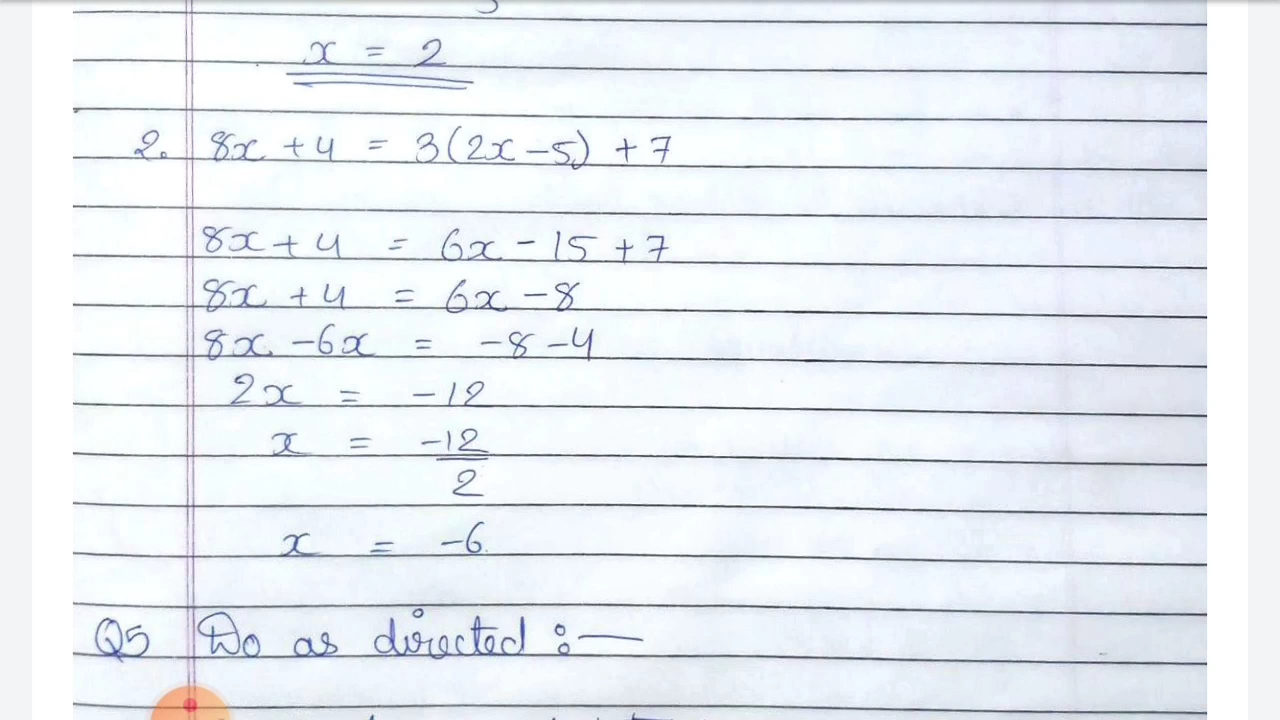 x = 2
2. 8x + 4 = 3(2x - 5) + 7
8x + 4 = 6x - 15 + 7
8x + 4 = 6x - 8
8x - 6x = -8 - 4
2x = -12
x = -12
2
x = -6
Q5 Do as directed :—